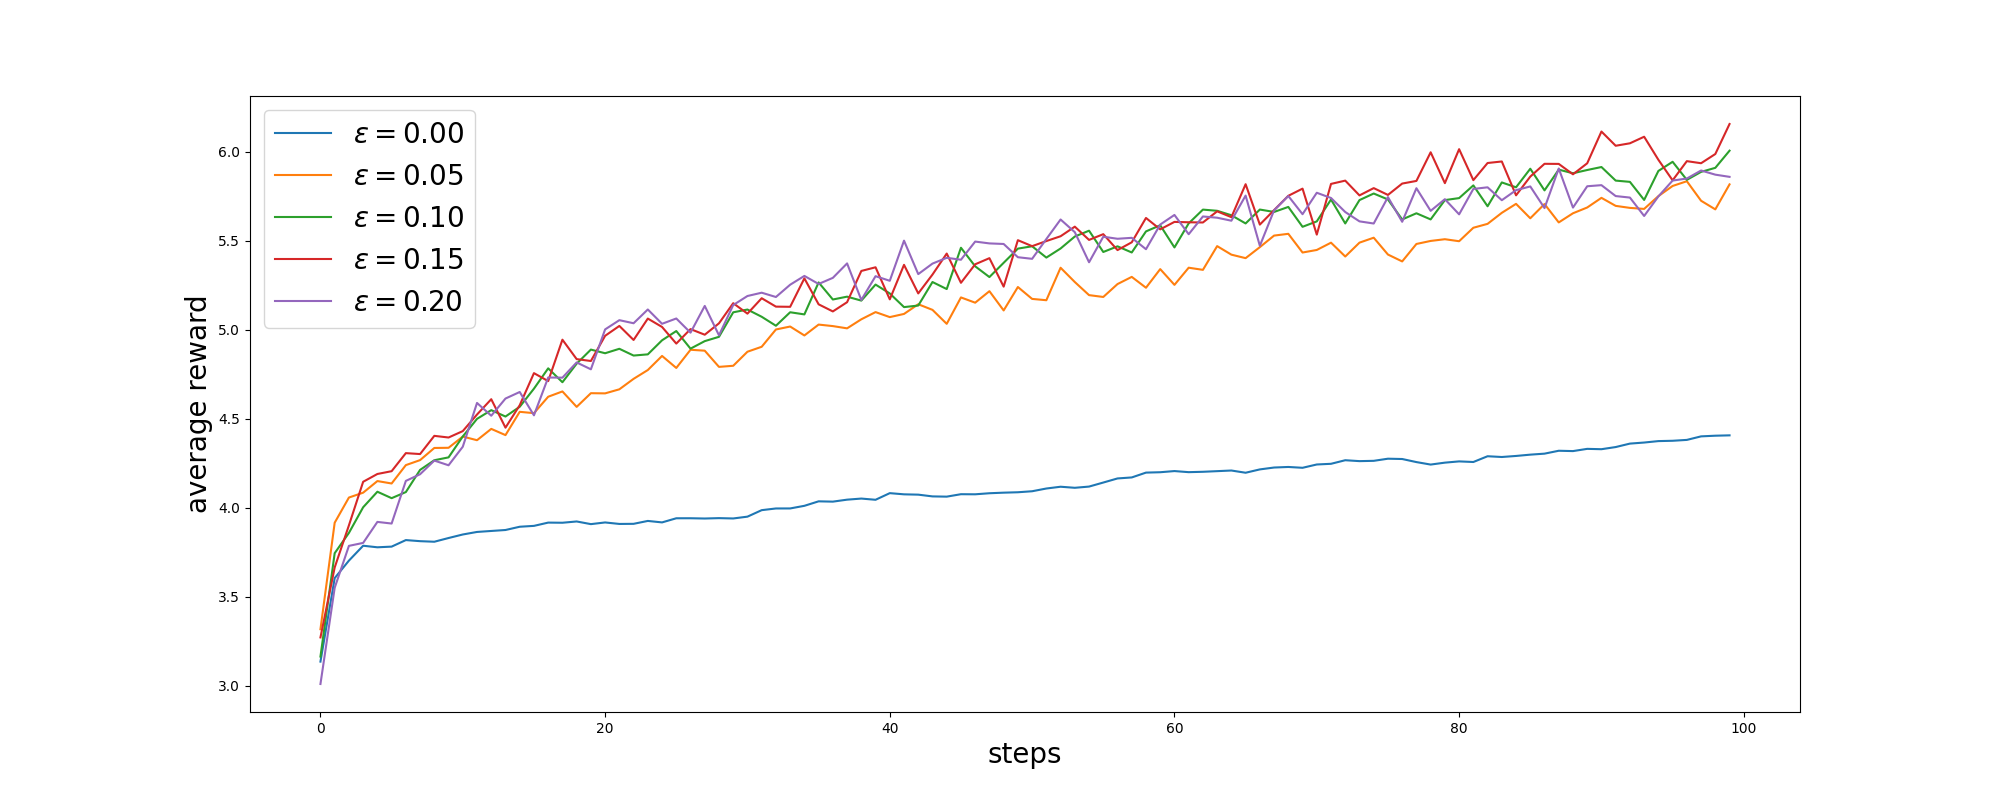 ε = 0.00
ε = 0.05
ε = 0.10
ε = 0.15
ε = 0.20
6.0
5.5
5.0
4.5
4.0
3.5
3.0
average reward
0 20 40 60 80 100
steps